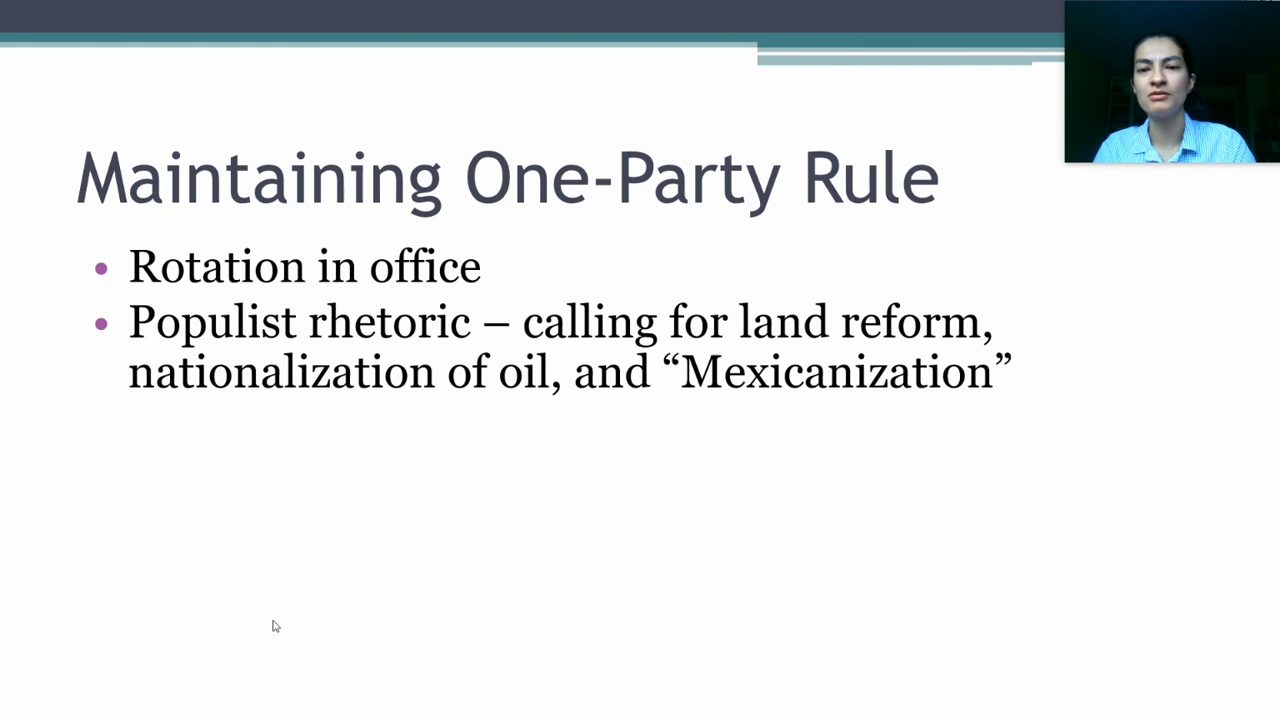 Maintaining One-Party Rule
• Rotation in office
• Populist rhetoric – calling for land reform,
nationalization of oil, and “Mexicanization”